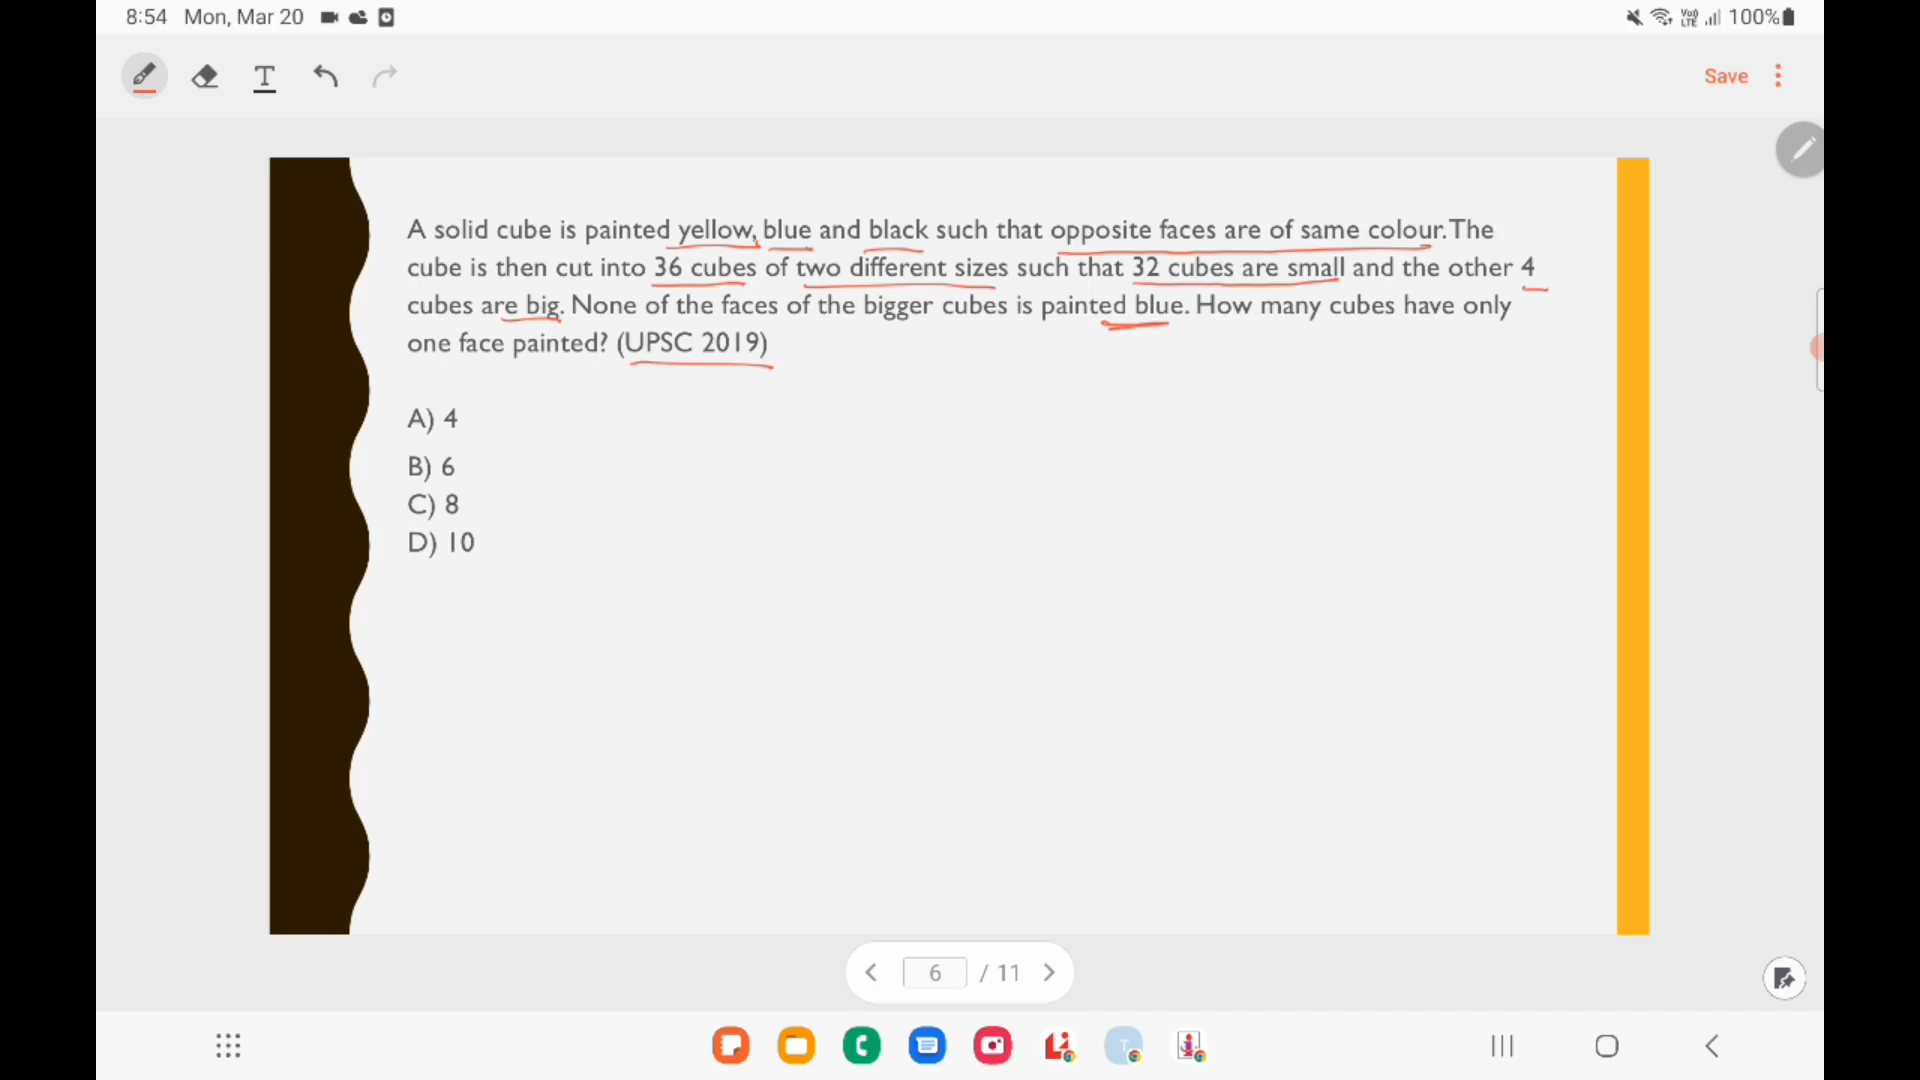 8:54 Mon, Mar 20
Vo)) LTE 100%
T
Save
A solid cube is painted yellow, blue and black such that opposite faces are of same colour. The
cube is then cut into 36 cubes of two different sizes such that 32 cubes are small and the other 4
cubes are big. None of the faces of the bigger cubes is painted blue. How many cubes have only
one face painted? (UPSC 2019)
A) 4
B) 6
C) 8
D) 10
6 / 11
T